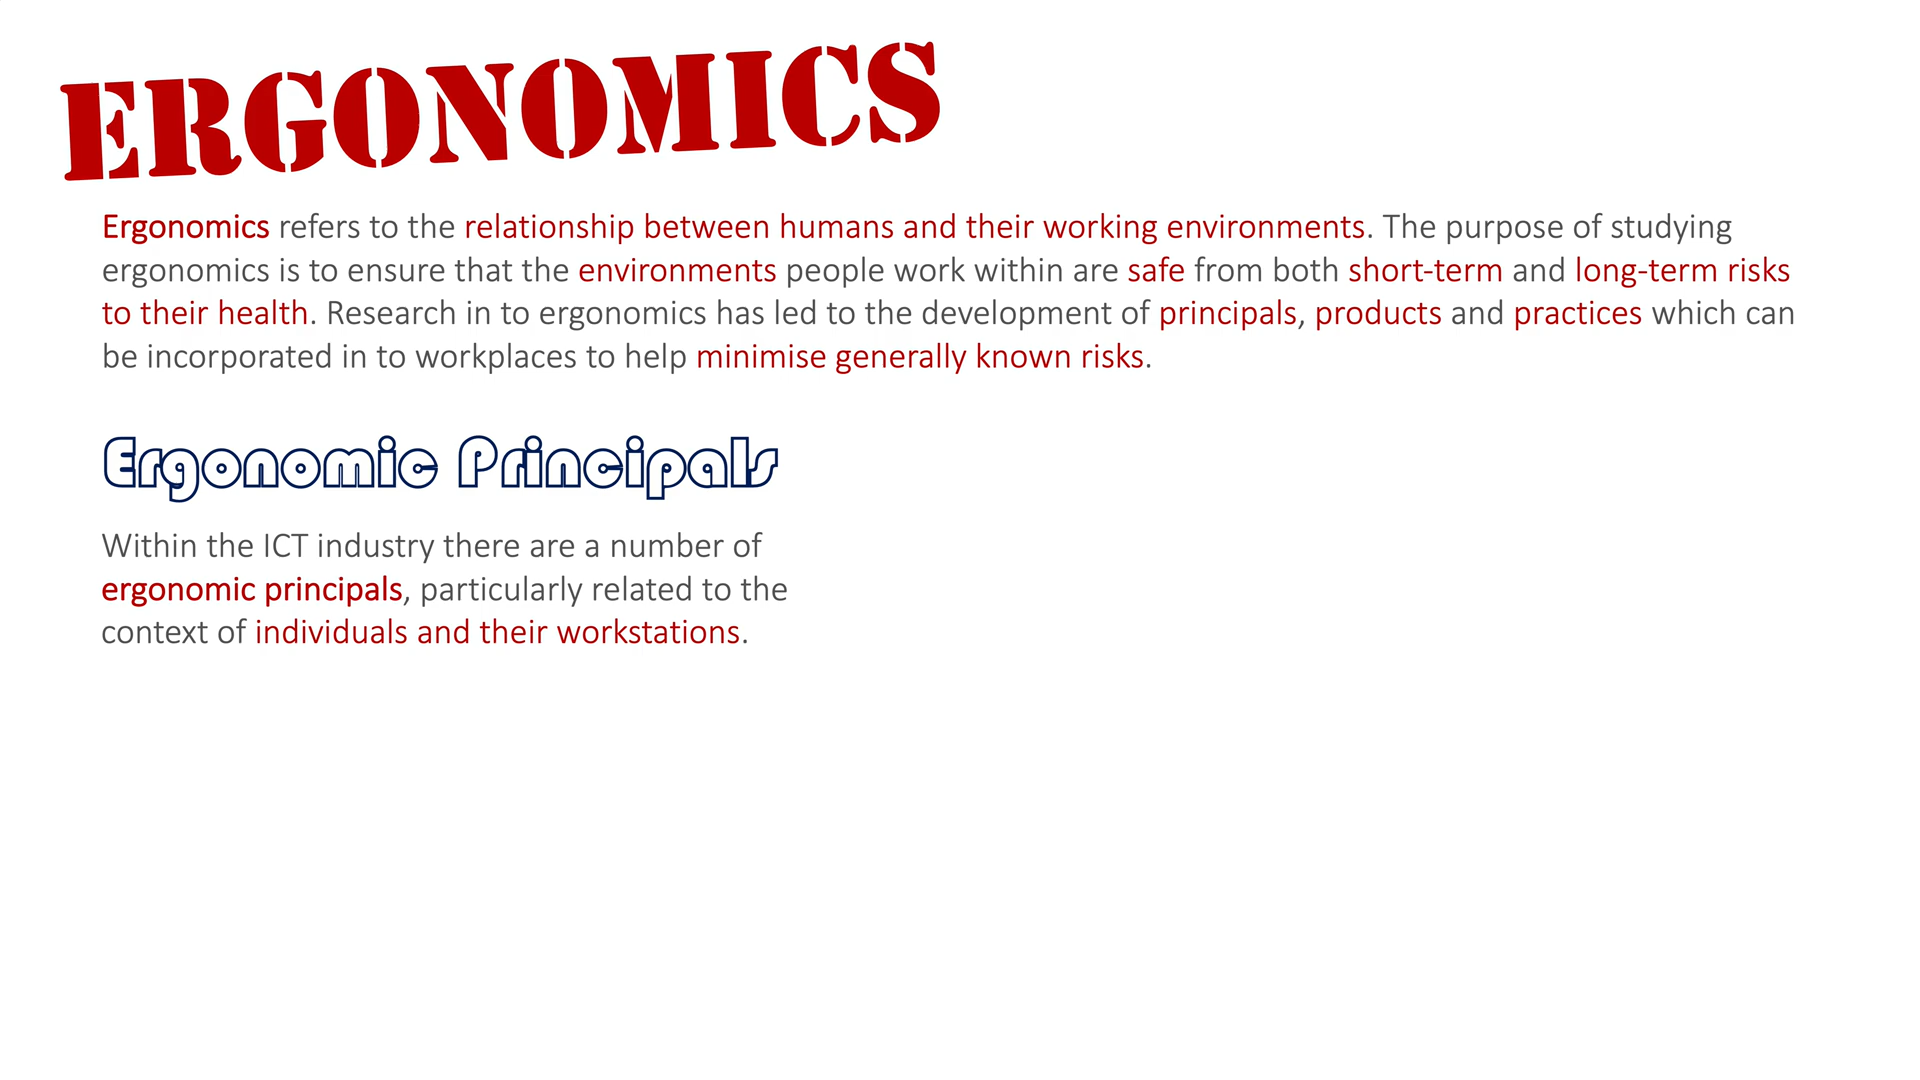 ERGONOMICS
Ergonomics refers to the relationship between humans and their working environments. The purpose of studying
ergonomics is to ensure that the environments people work within are safe from both short-term and long-term risks
to their health. Research in to ergonomics has led to the development of principals, products and practices which can
be incorporated in to workplaces to help minimise generally known risks.
Ergonomic Principals
Within the ICT industry there are a number of
ergonomic principals, particularly related to the
context of individuals and their workstations.